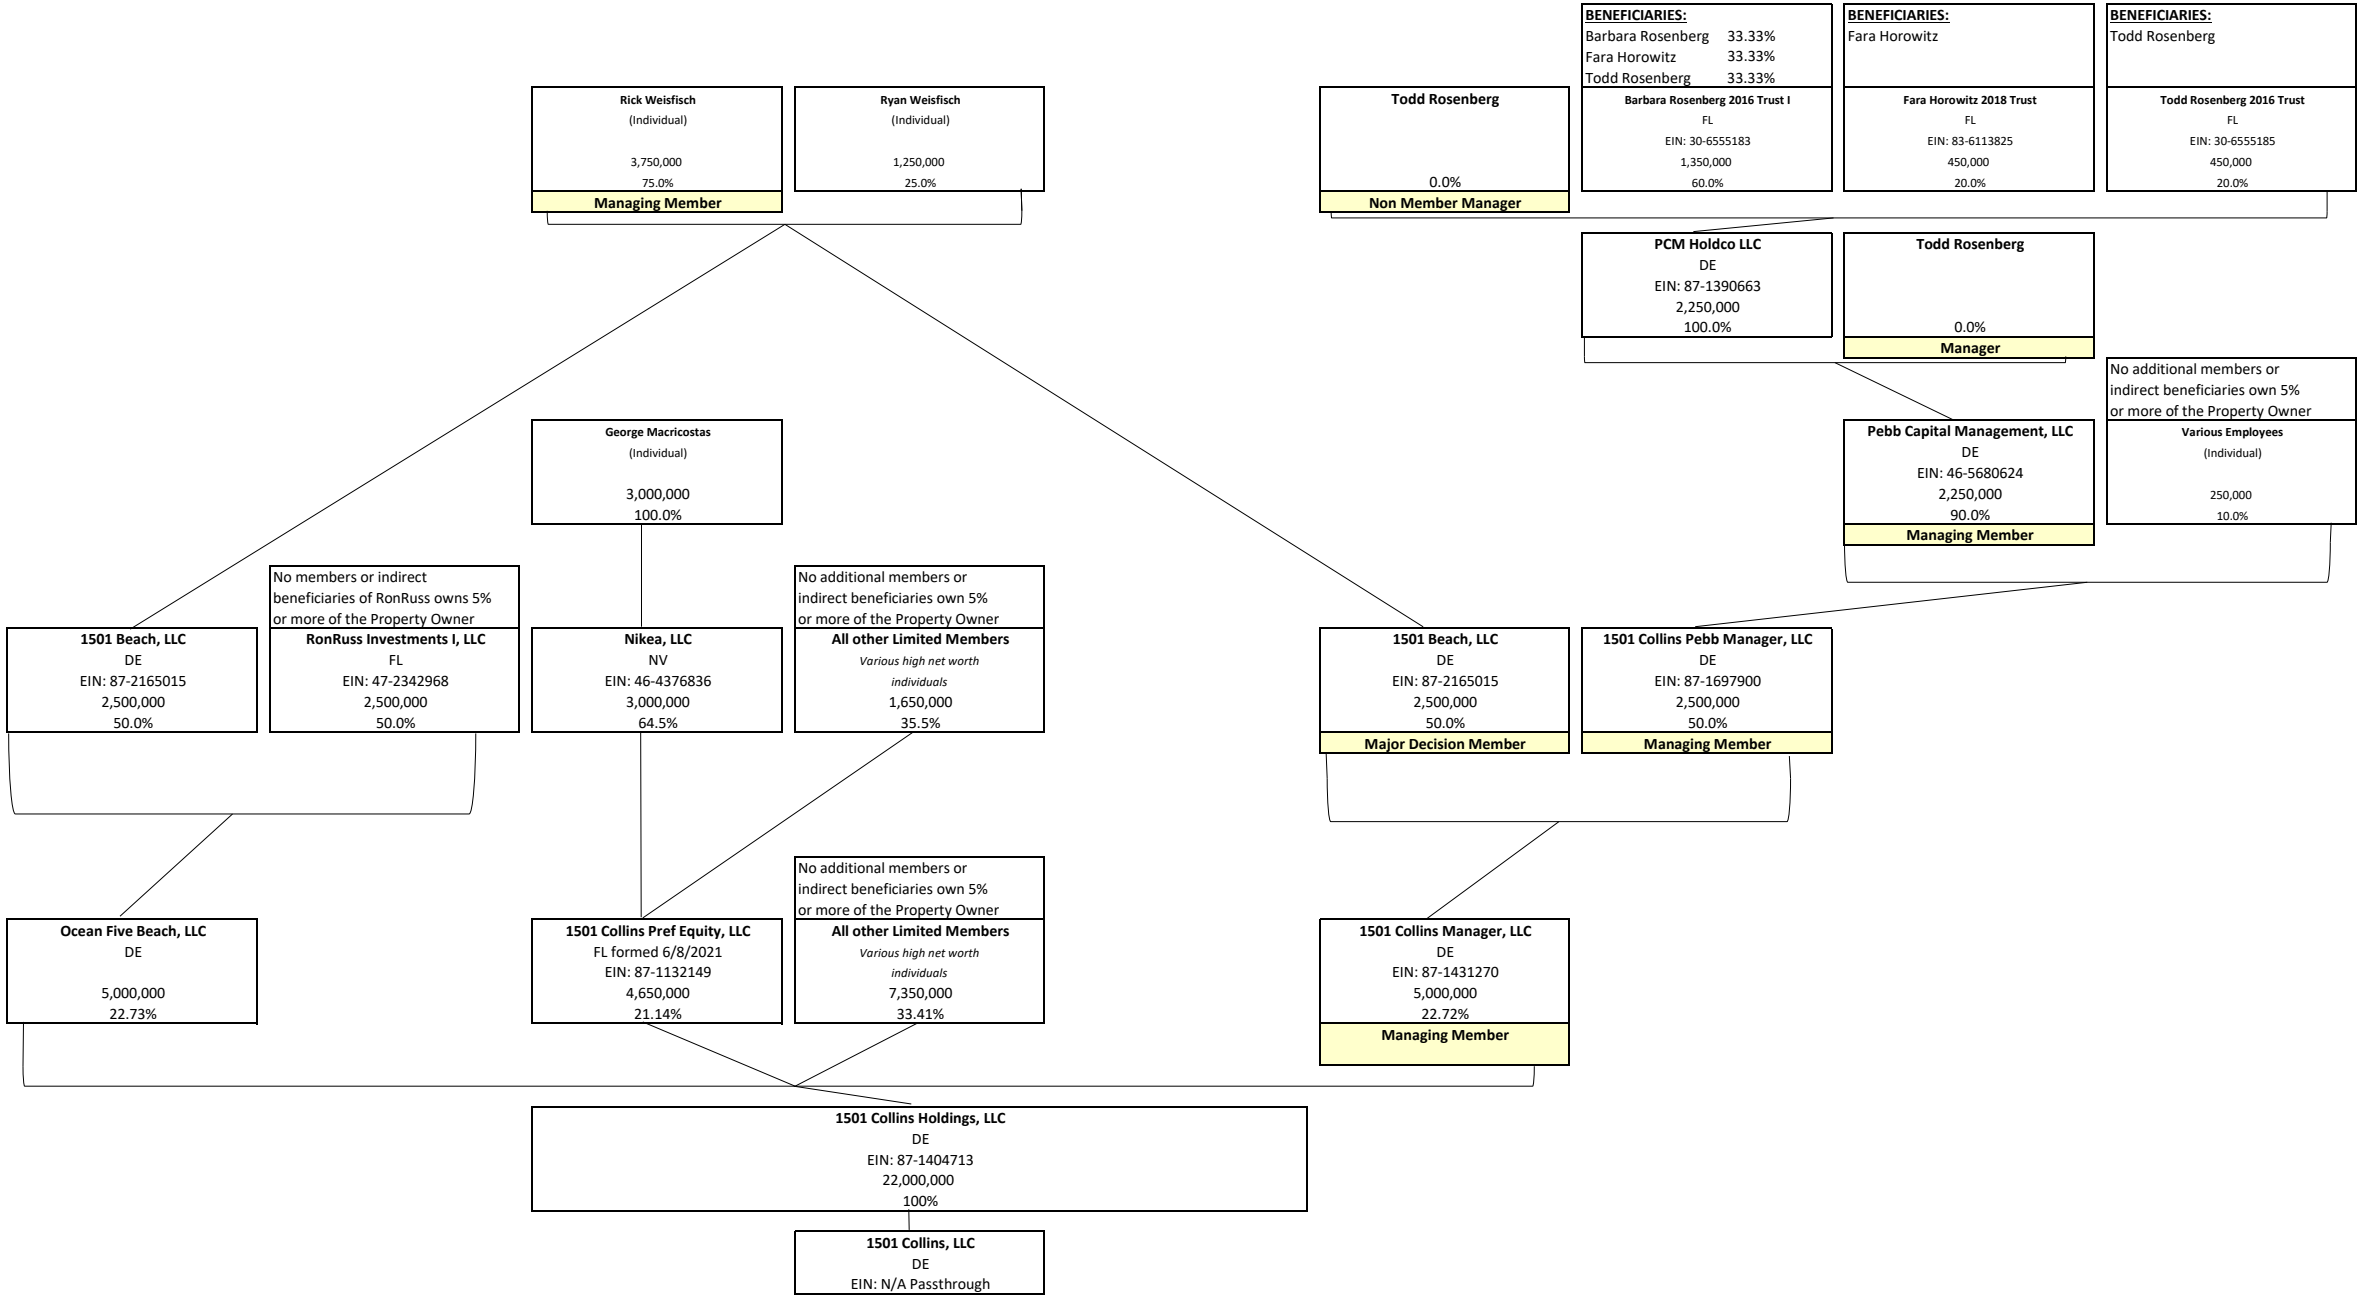 BENEFICIARIES:
Barbara Rosenberg 33.33%
Fara Horowitz 33.33%
Todd Rosenberg 33.33%
BENEFICIARIES:
Fara Horowitz
BENEFICIARIES:
Todd Rosenberg
Rick Weisfisch
(Individual)
3,750,000
75.0%
Managing Member
Ryan Weisfisch
(Individual)
1,250,000
25.0%
Todd Rosenberg
0.0%
Non Member Manager
Barbara Rosenberg 2016 Trust I
FL
EIN: 30-6555183
1,350,000
60.0%
Fara Horowitz 2018 Trust
FL
EIN: 83-6113825
450,000
20.0%
Todd Rosenberg 2016 Trust
FL
EIN: 30-6555185
450,000
20.0%
PCM Holdco LLC
DE
EIN: 87-1390663
2,250,000
100.0%
Todd Rosenberg
0.0%
Manager
No additional members or
indirect beneficiaries own 5%
or more of the Property Owner
George Macricostas
(Individual)
3,000,000
100.0%
Pebb Capital Management, LLC
DE
EIN: 46-5680624
2,250,000
90.0%
Managing Member
Various Employees
(Individual)
250,000
10.0%
No members or indirect
beneficiaries of RonRuss owns 5%
or more of the Property Owner
No additional members or
indirect beneficiaries own 5%
or more of the Property Owner
1501 Beach, LLC
DE
EIN: 87-2165015
2,500,000
50.0%
RonRuss Investments I, LLC
FL
EIN: 47-2342968
2,500,000
50.0%
Nikea, LLC
NV
EIN: 46-4376836
3,000,000
64.5%
All other Limited Members
Various high net worth
individuals
1,650,000
35.5%
1501 Beach, LLC
DE
EIN: 87-2165015
2,500,000
50.0%
Major Decision Member
1501 Collins Pebb Manager, LLC
DE
EIN: 87-1697900
2,500,000
50.0%
Managing Member
No additional members or
indirect beneficiaries own 5%
or more of the Property Owner
Ocean Five Beach, LLC
DE
5,000,000
22.73%
1501 Collins Pref Equity, LLC
FL formed 6/8/2021
EIN: 87-1132149
4,650,000
21.14%
All other Limited Members
Various high net worth
individuals
7,350,000
33.41%
1501 Collins Manager, LLC
DE
EIN: 87-1431270
5,000,000
22.72%
Managing Member
1501 Collins Holdings, LLC
DE
EIN: 87-1404713
22,000,000
100%
1501 Collins, LLC
DE
EIN: N/A Passthrough